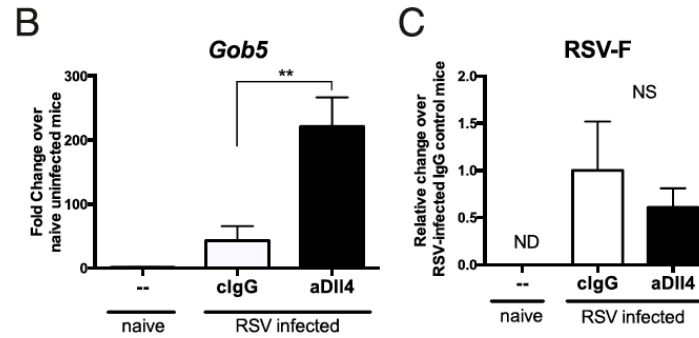 B
Gob5
Fold Change over
naive uninfected mice
300
200
100
0
**
--
cIgG
aDll4
naive
RSV infected
C
RSV-F
Relative change over
RSV-infected IgG control mice
2.0
1.5
1.0
0.5
0.0
NS
ND
--
cIgG
aDll4
naive
RSV infected